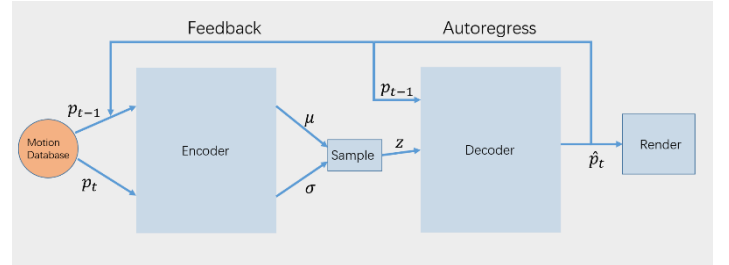 Feedback
Autoregress
p_{t-1}
p_{t-1}
Motion
Database
Encoder
μ
Sample
z
Decoder
p̂_t
Render
p_t
σ